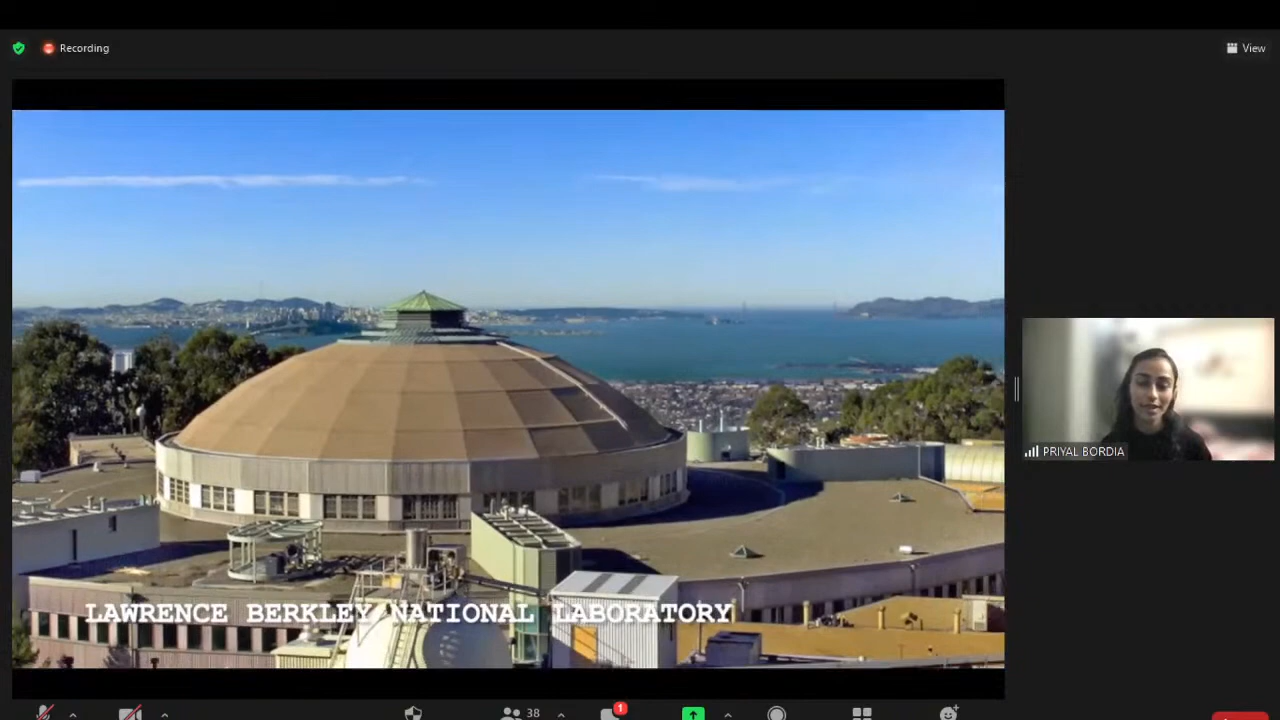 Recording
View
PRIYAL BORDIA
LAWRENCE BERKLEY NATIONAL LABORATORY
38
1